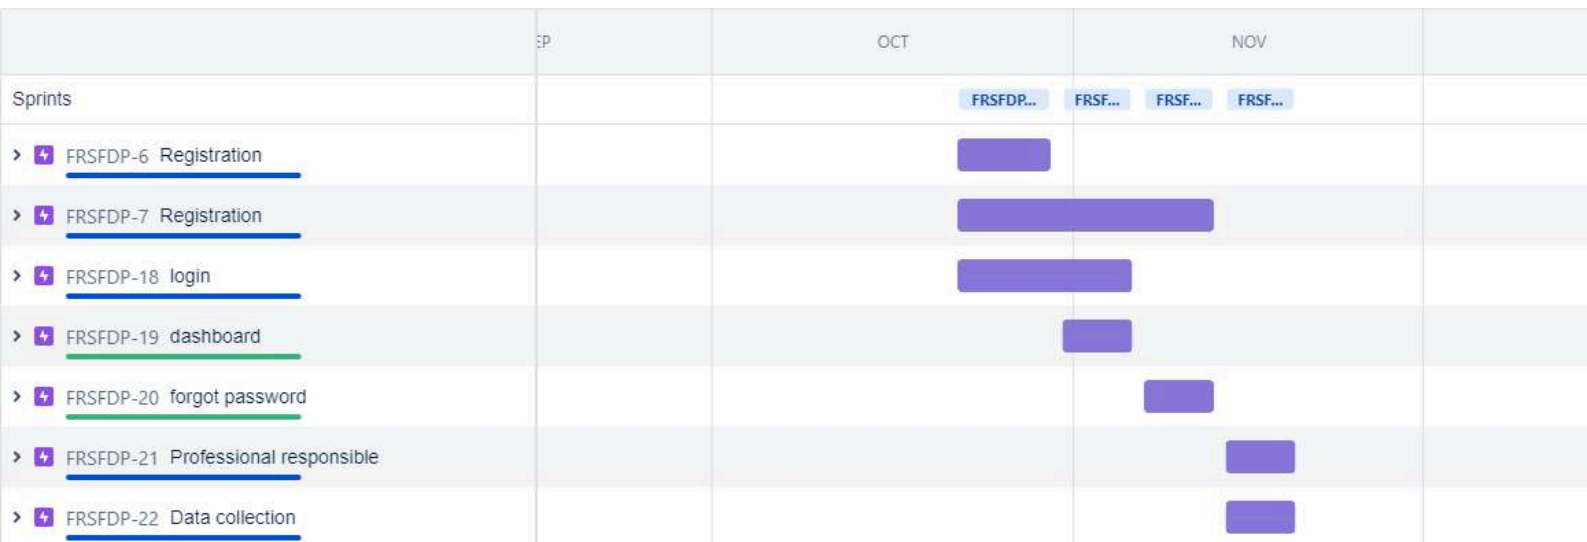 EP OCT NOV
Sprints FRSFDP... FRSF... FRSF... FRSF...
FRSFDP-6 Registration
FRSFDP-7 Registration
FRSFDP-18 login
FRSFDP-19 dashboard
FRSFDP-20 forgot password
FRSFDP-21 Professional responsible
FRSFDP-22 Data collection